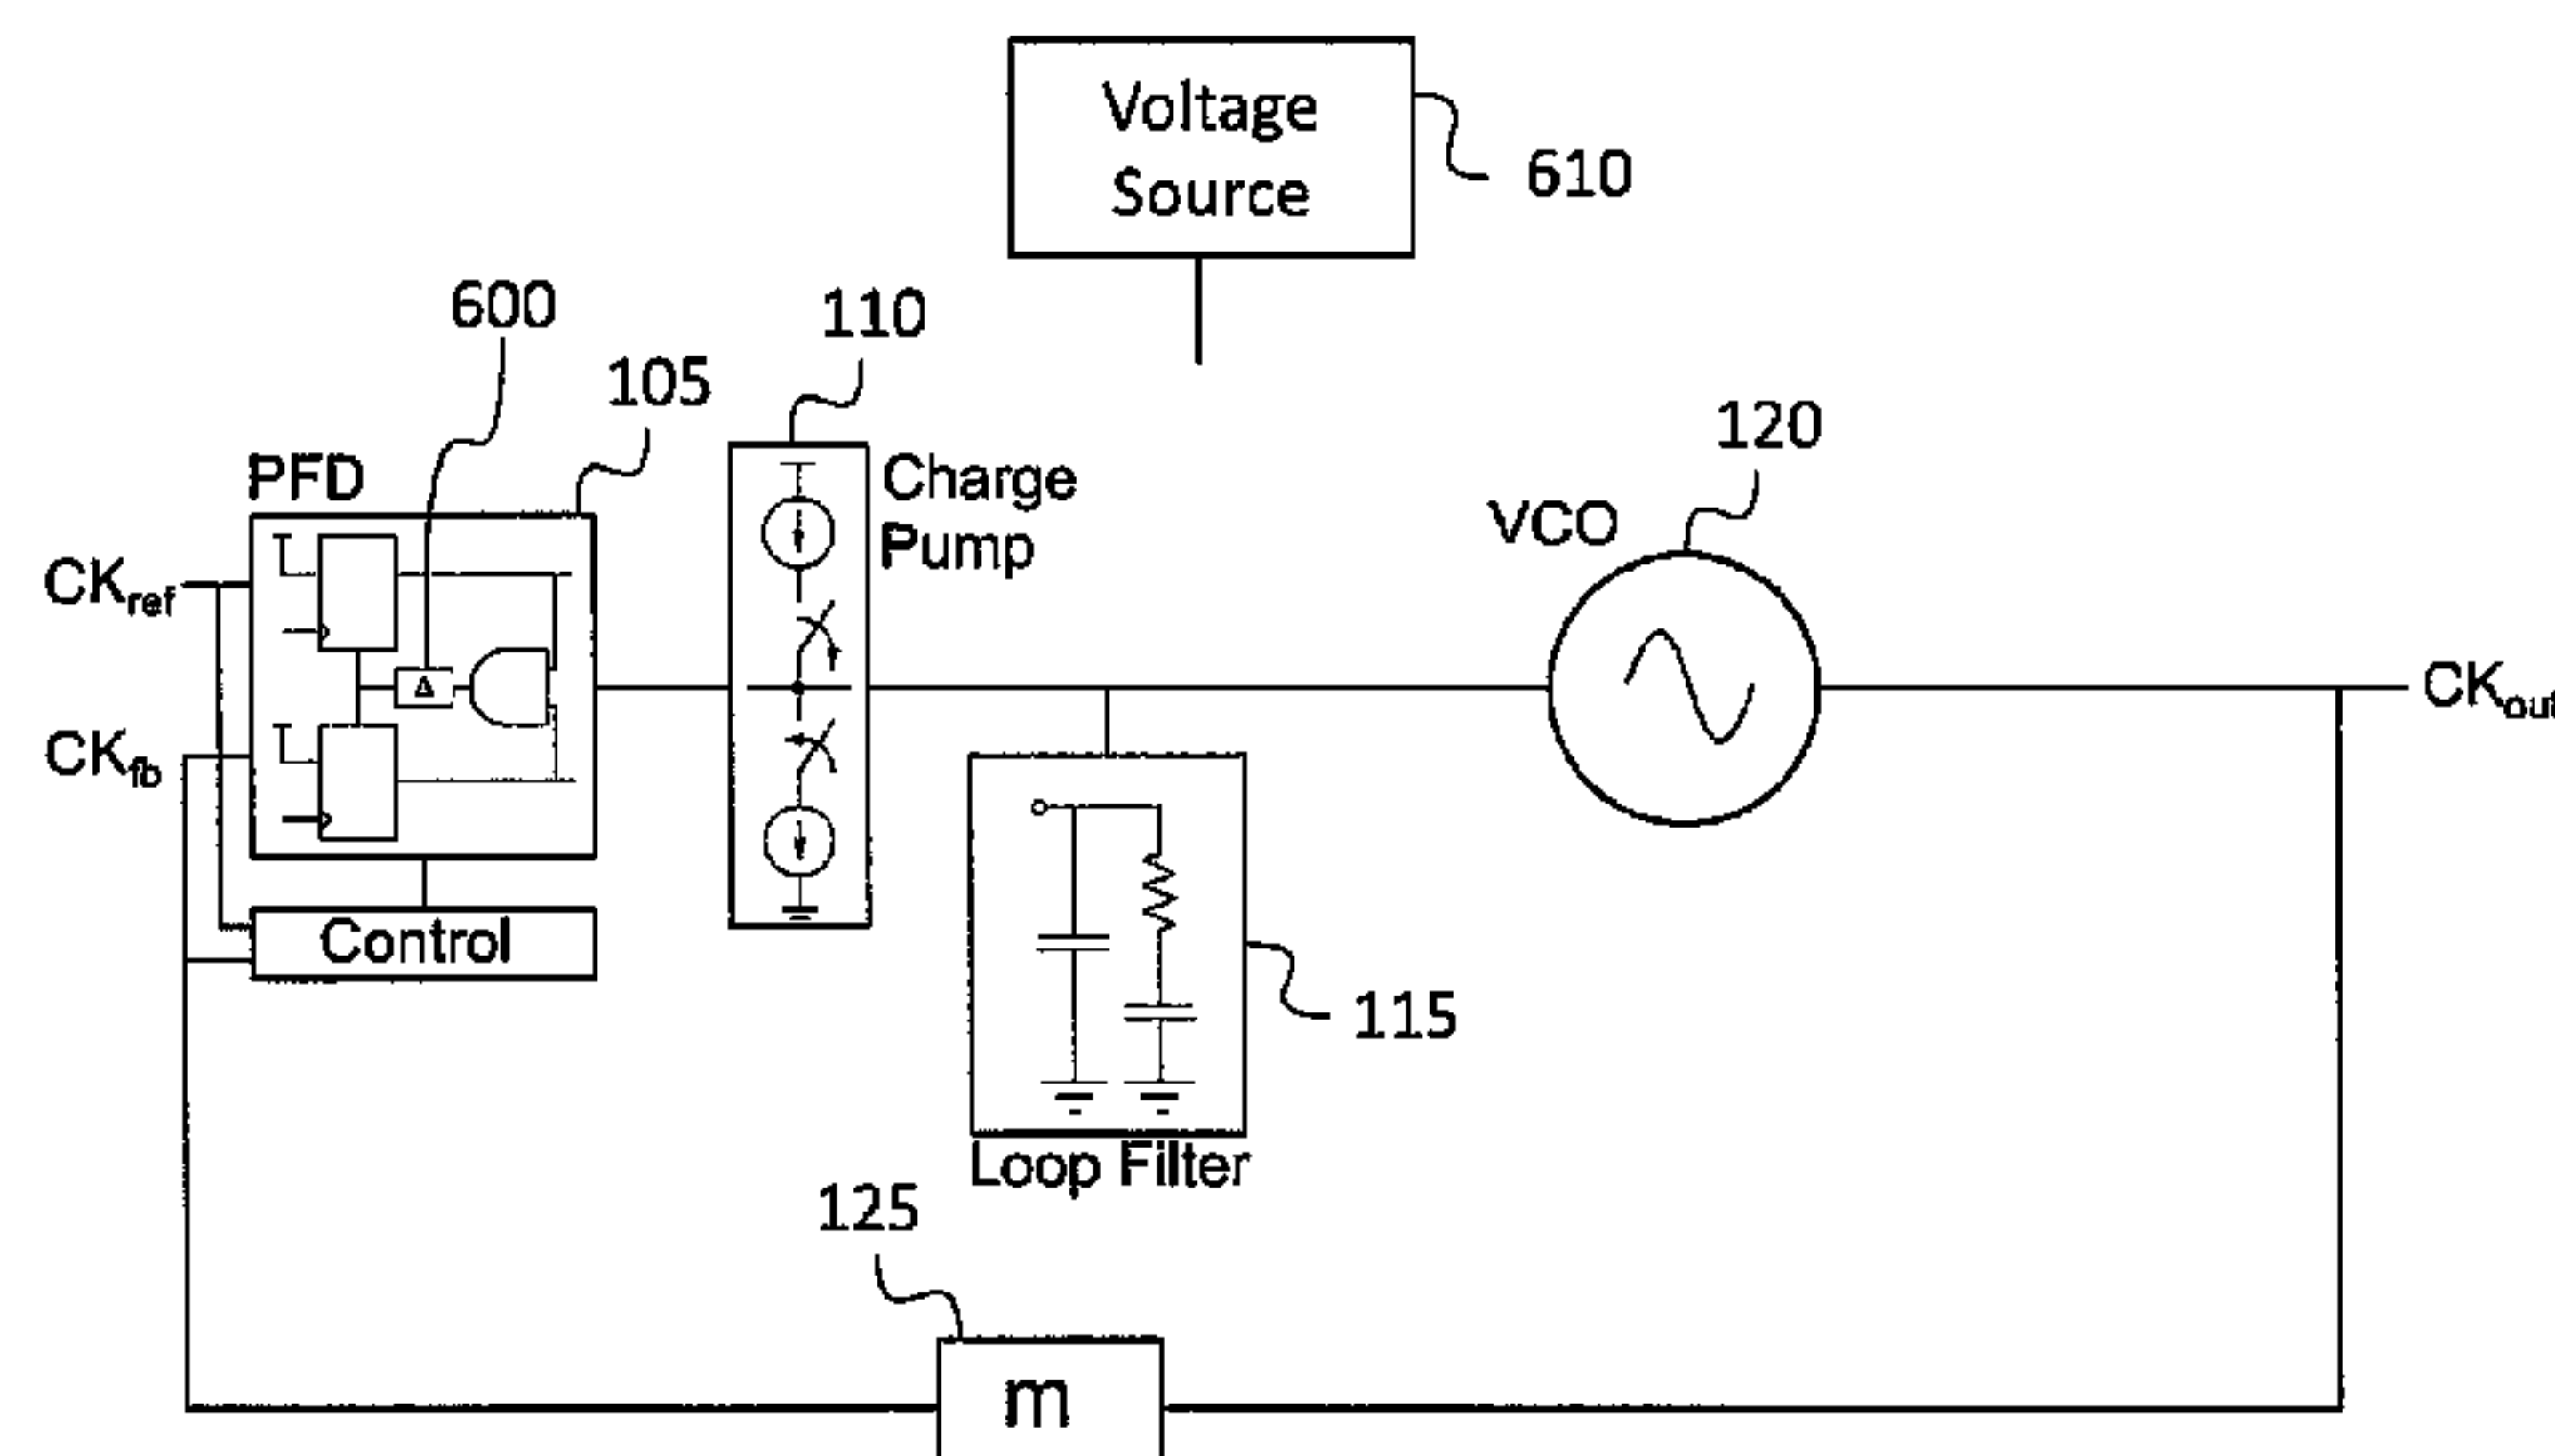 Voltage
Source
610
600
110
105
120
PFD
Charge
Pump
VCO
CKref
Δ
CKout
CKfb
Control
115
Loop Filter
125
m